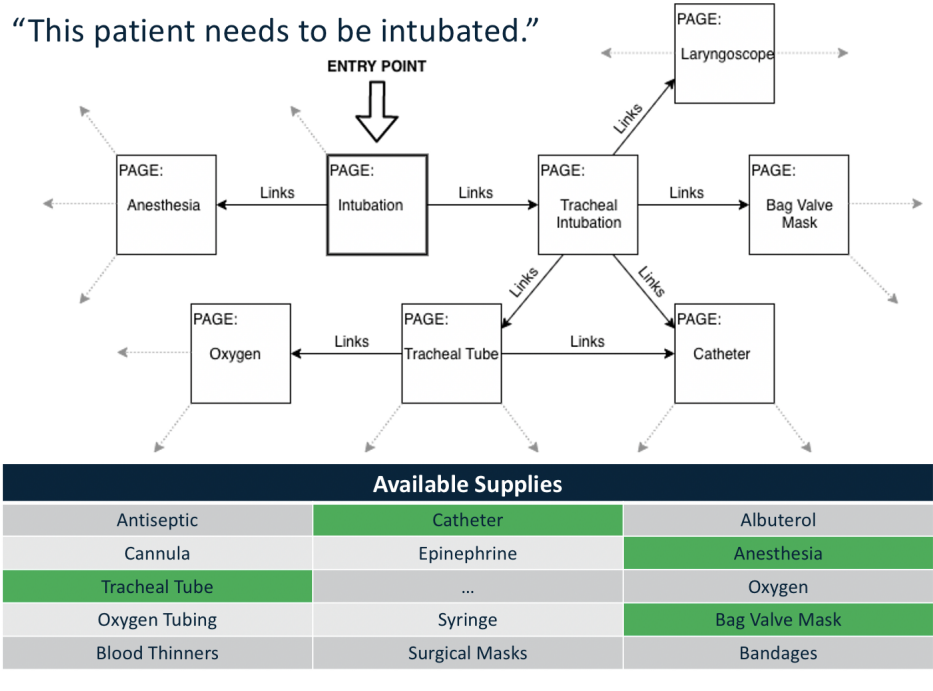 “This patient needs to be intubated.”
ENTRY POINT
PAGE:
Laryngoscope
Links
PAGE:
Anesthesia
Links
PAGE:
Intubation
Links
PAGE:
Tracheal
Intubation
Links
PAGE:
Bag Valve
Mask
Links
Links
PAGE:
Oxygen
Links
PAGE:
Tracheal Tube
Links
PAGE:
Catheter
Available Supplies
Antiseptic
Catheter
Albuterol
Cannula
Epinephrine
Anesthesia
Tracheal Tube
...
Oxygen
Oxygen Tubing
Syringe
Bag Valve Mask
Blood Thinners
Surgical Masks
Bandages